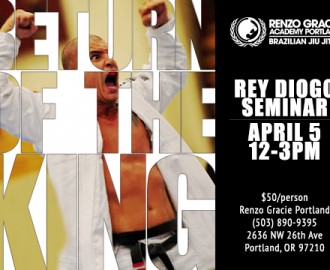 RETURN
OF THE
KING
RENZO GRACIE
ACADEMY PORTLAND
BRAZILIAN JIU JITSU
REY DIOGO
SEMINAR
APRIL 5
12-3PM
$50/person
Renzo Gracie Portland
(503) 890-9395
2636 NW 26th Ave
Portland, OR 97210